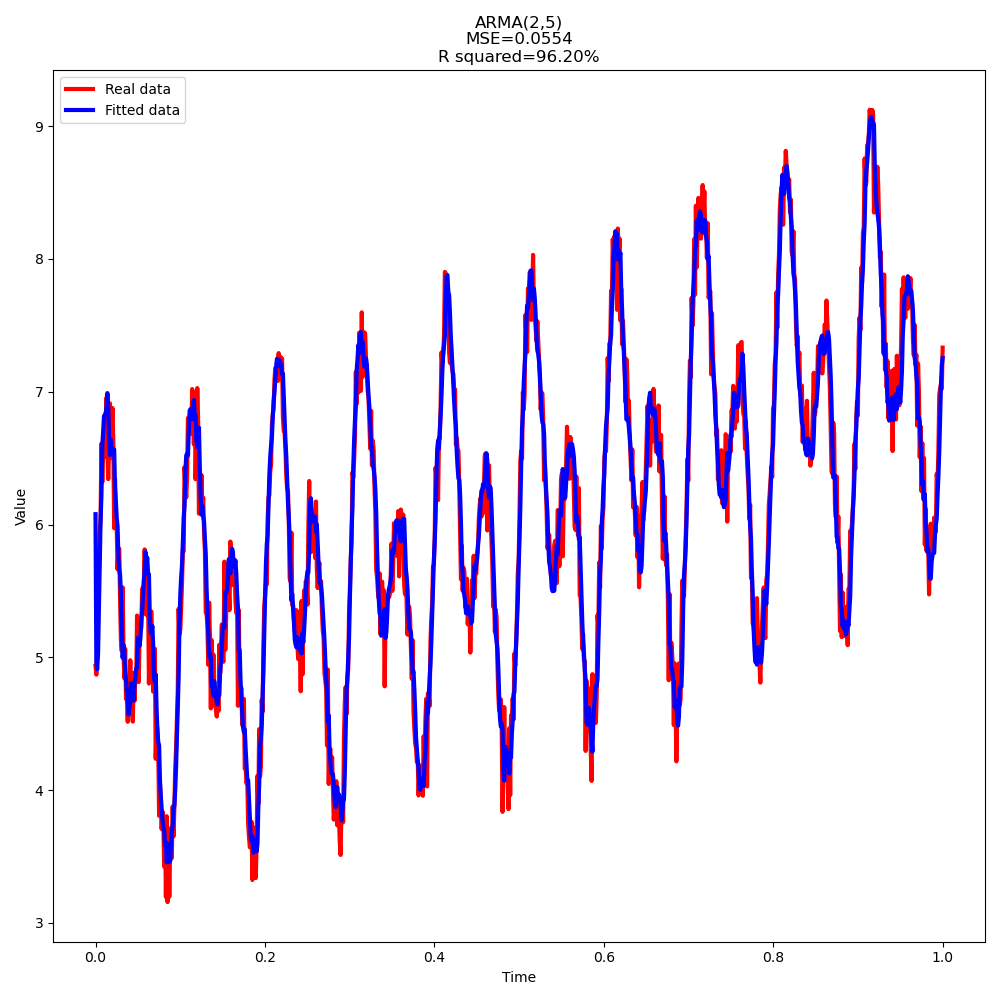 ARMA(2,5)
MSE=0.0554
R squared=96.20%
Real data
Fitted data
9
8
7
6
5
4
3
Value
0.0 0.2 0.4 0.6 0.8 1.0
Time